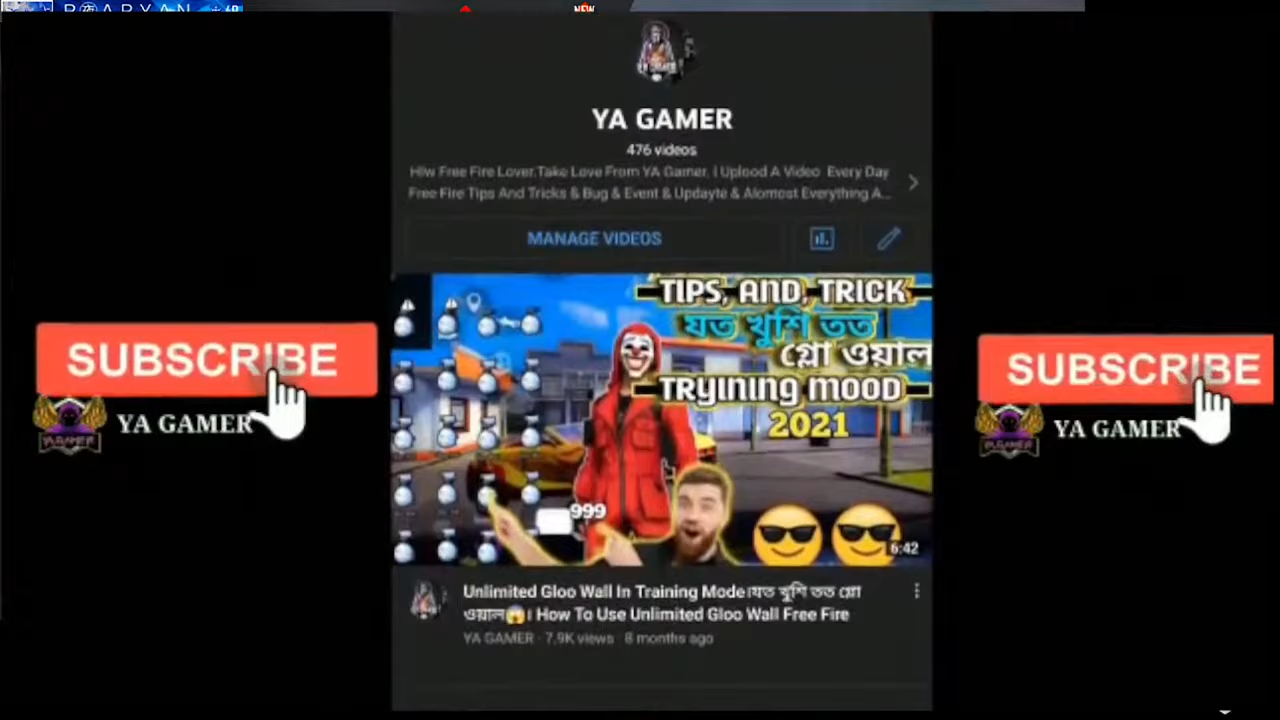 NEW
YA GAMER
476 videos
Hiw Free Fire Lover,Take Love From YA Gamer, I Uplood A Video Every Day
Free Fire Tips And Tricks & Bug & Event & Updayte & Alomost Everything A...
MANAGE VIDEOS
TIPS, AND, TRICK
যত খুশি তত
গ্লো ওয়াল
TRYINING MOOD
2021
999
6:42
SUBSCRIBE
YA GAMER
SUBSCRIBE
YA GAMER
Unlimited Gloo Wall In Training Mode।যত খুশি তত গ্লো
ওয়াল😱। How To Use Unlimited Gloo Wall Free Fire
YA GAMER · 7.9K views · 8 months ago